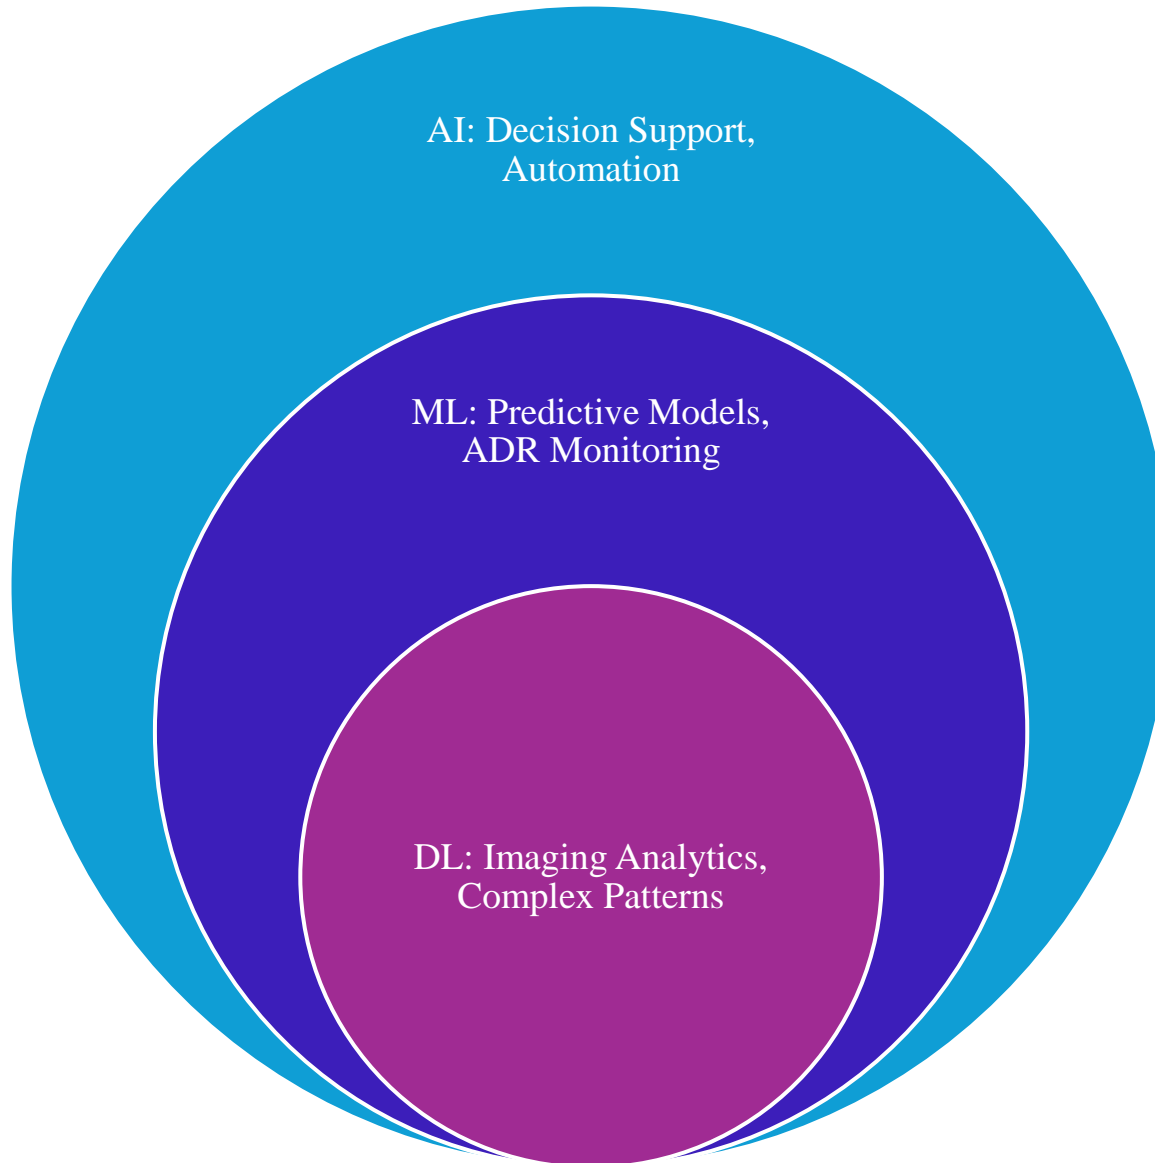 AI: Decision Support,
Automation
ML: Predictive Models,
ADR Monitoring
DL: Imaging Analytics,
Complex Patterns